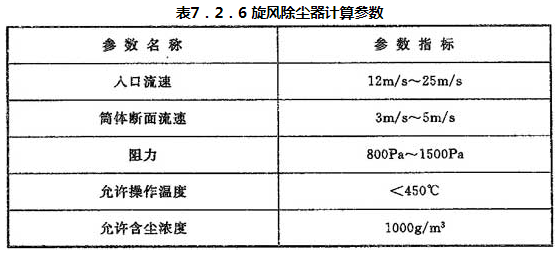 表7．2．6 旋风除尘器计算参数
参数名称 参数指标
入口流速 12m/s～25m/s
筒体断面流速 3m/s～5m/s
阻力 800Pa～1500Pa
允许操作温度 <450℃
允许含尘浓度 1000g/m³